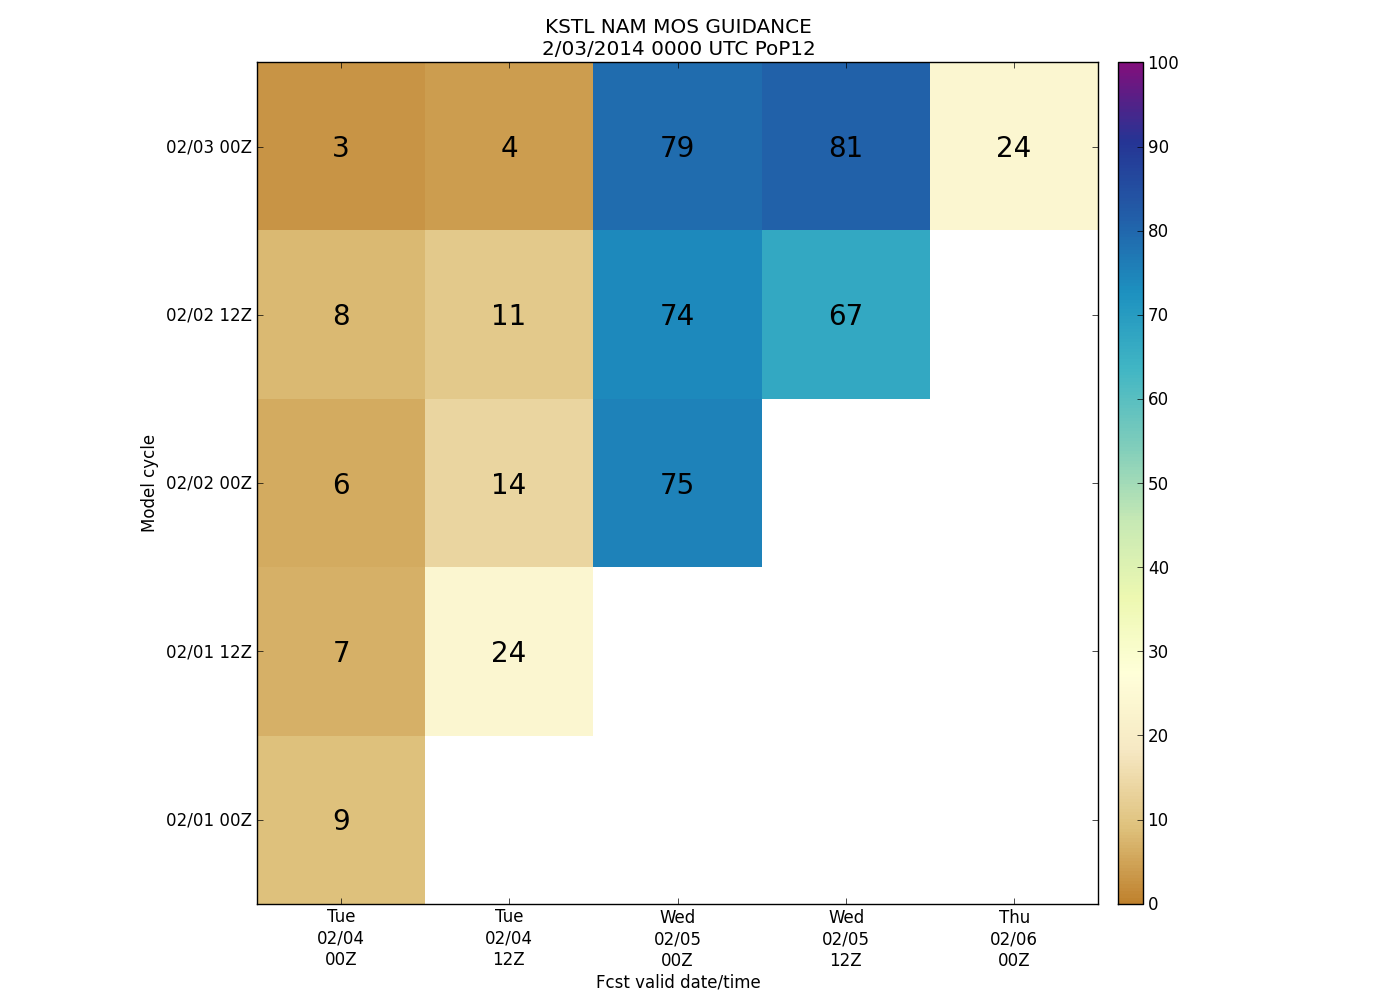 KSTL NAM MOS GUIDANCE
2/03/2014 0000 UTC PoP12
02/03 00Z
3 4 79 81 24
02/02 12Z
8 11 74 67
02/02 00Z
6 14 75
02/01 12Z
7 24
02/01 00Z
9
Model cycle
Tue
02/04
00Z
Tue
02/04
12Z
Wed
02/05
00Z
Wed
02/05
12Z
Thu
02/06
00Z
Fcst valid date/time
100
90
80
70
60
50
40
30
20
10
0